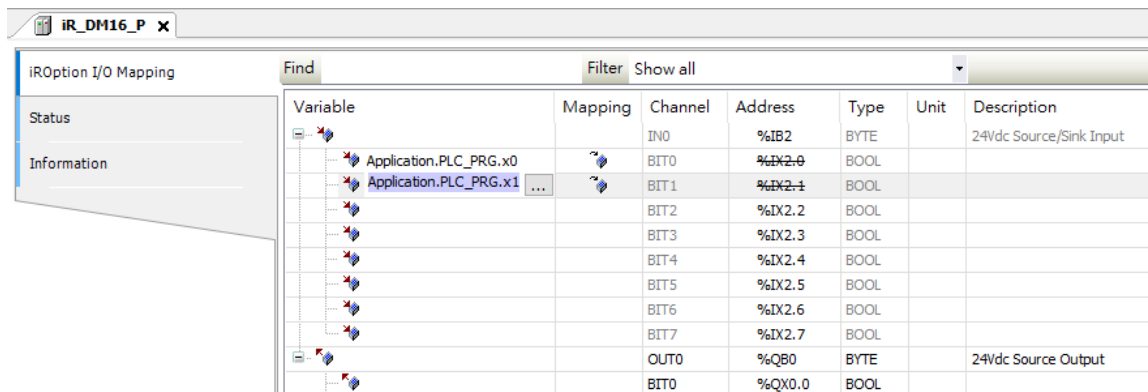 iR_DM16_P X
iROption I/O Mapping
Status
Information
Find Filter Show all
Variable Mapping Channel Address Type Unit Description
IN0 %IB2 BYTE 24Vdc Source/Sink Input
Application.PLC_PRG.x0 BIT0 %IX2.0 BOOL
Application.PLC_PRG.x1 ... BIT1 %IX2.1 BOOL
BIT2 %IX2.2 BOOL
BIT3 %IX2.3 BOOL
BIT4 %IX2.4 BOOL
BIT5 %IX2.5 BOOL
BIT6 %IX2.6 BOOL
BIT7 %IX2.7 BOOL
OUT0 %QB0 BYTE 24Vdc Source Output
BIT0 %QX0.0 BOOL